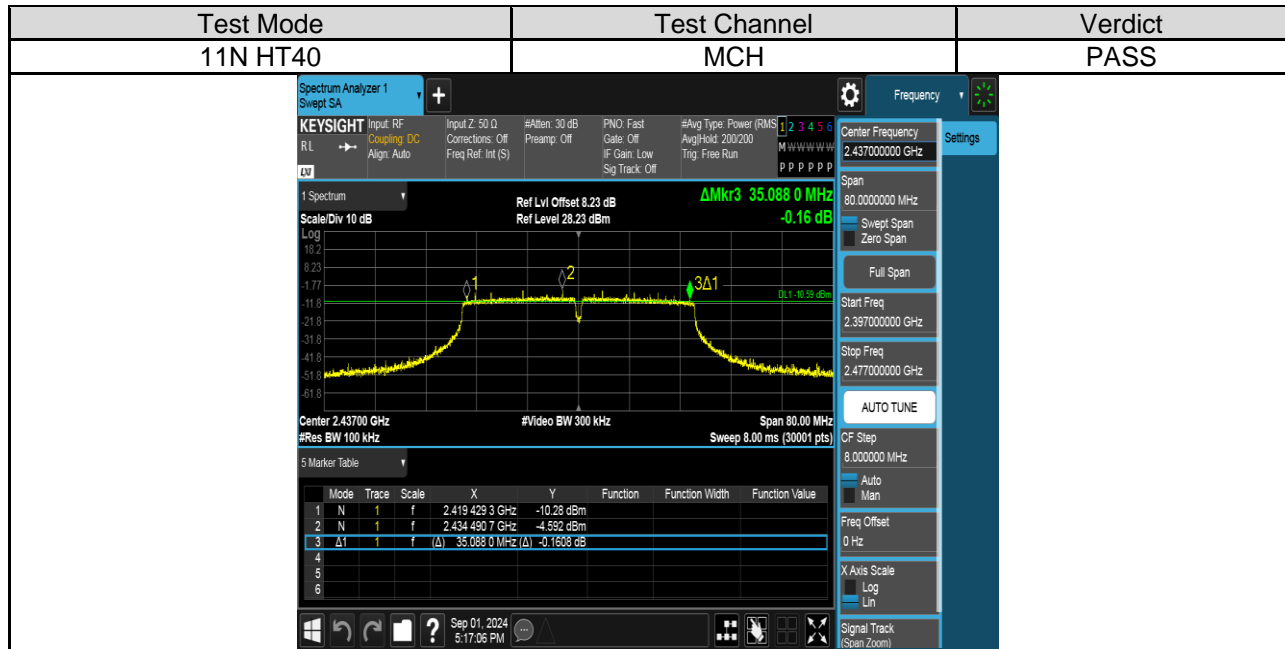 Test Mode Test Channel Verdict
11N HT40 MCH PASS
Spectrum Analyzer 1
Swept SA
+
Frequency
KEYSIGHT
RL
LXI
Input: RF
Coupling: DC
Align: Auto
Input Z: 50 Ω
Corrections: Off
Freq Ref: Int (S)
#Atten: 30 dB
Preamp: Off
PNO: Fast
Gate: Off
IF Gain: Low
Sig Track: Off
#Avg Type: Power (RMS
Avg|Hold: 200/200
Trig: Free Run
1 2 3 4 5 6
M W W W W W
P P P P P P
1 Spectrum
Scale/Div 10 dB
Ref Lvl Offset 8.23 dB
Ref Level 28.23 dBm
ΔMkr3 35.088 0 MHz
-0.16 dB
Log
18.2
8.23
-1.77
-11.8
-21.8
-31.8
-41.8
-51.8
-61.8
1
2
3Δ1
DL1 -10.59 dBm
Center 2.43700 GHz
#Res BW 100 kHz
#Video BW 300 kHz
Span 80.00 MHz
Sweep 8.00 ms (30001 pts)
5 Marker Table
Mode Trace Scale X Y Function Function Width Function Value
1 N 1 f 2.419 429 3 GHz -10.28 dBm
2 N 1 f 2.434 490 7 GHz -4.592 dBm
3 Δ1 1 f (Δ) 35.088 0 MHz (Δ) -0.1608 dB
4
5
6
?
Sep 01, 2024
5:17:06 PM
Settings
Center Frequency
2.437000000 GHz
Span
80.0000000 MHz
Swept Span
Zero Span
Full Span
Start Freq
2.397000000 GHz
Stop Freq
2.477000000 GHz
AUTO TUNE
CF Step
8.000000 MHz
Auto
Man
Freq Offset
0 Hz
X Axis Scale
Log
Lin
Signal Track
(Span Zoom)